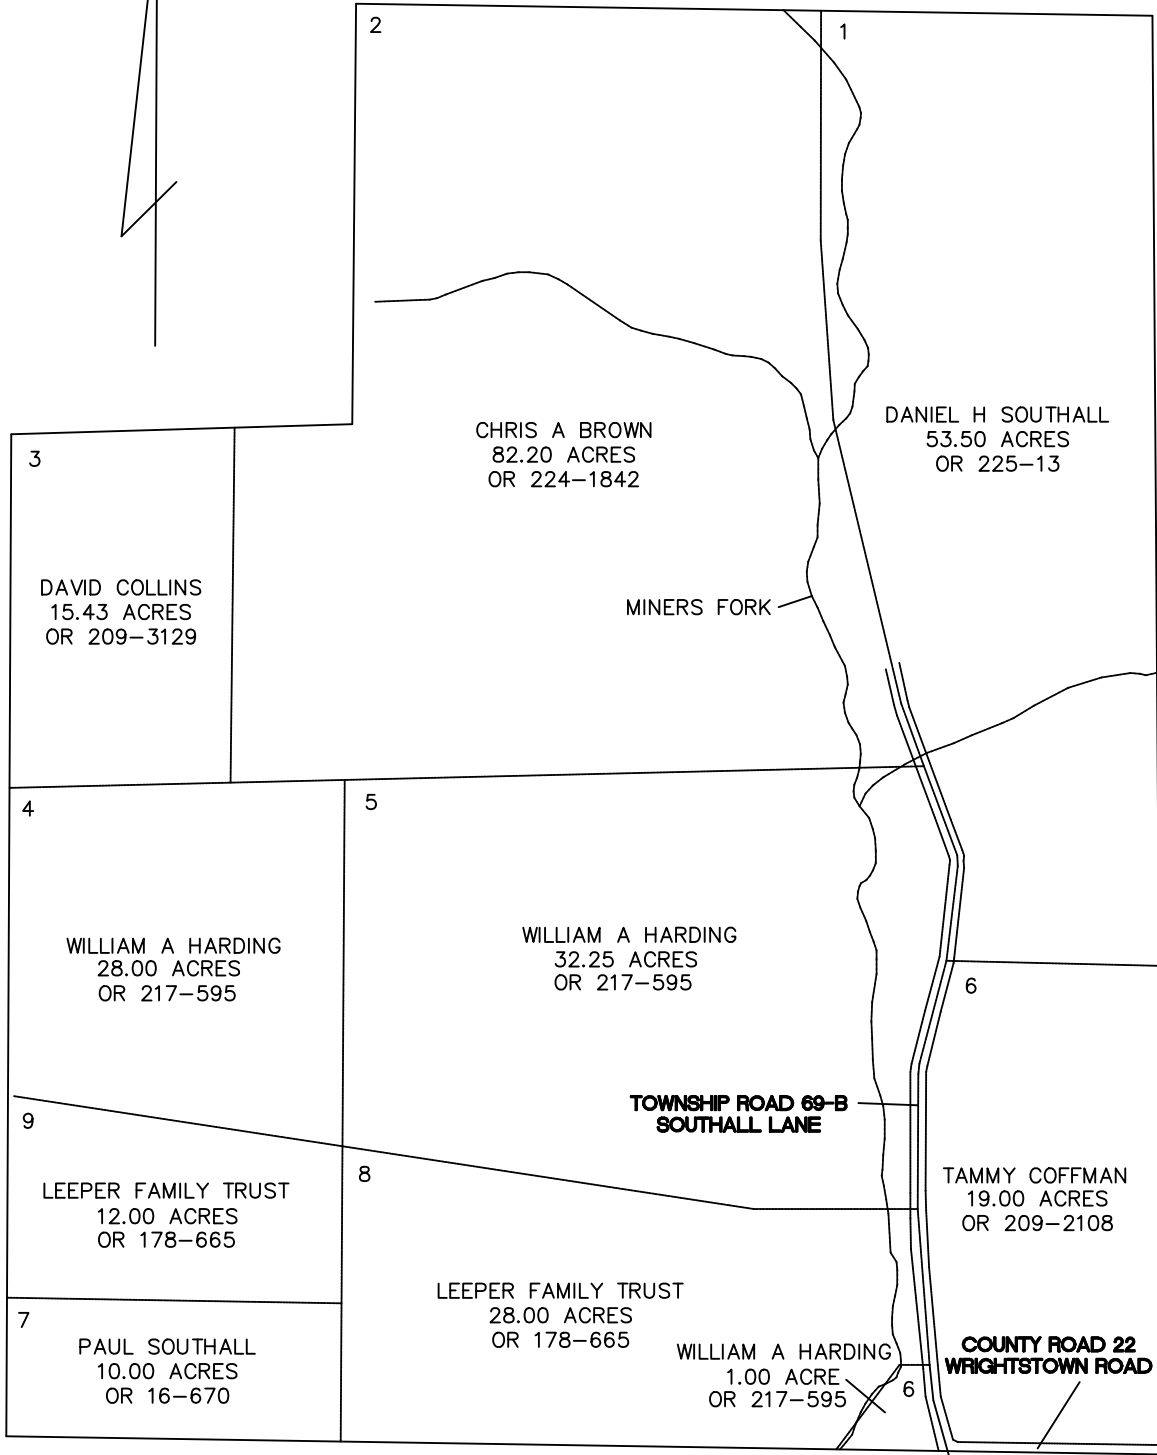 2
1
CHRIS A BROWN
82.20 ACRES
OR 224-1842
DANIEL H SOUTHALL
53.50 ACRES
OR 225-13
3
DAVID COLLINS
15.43 ACRES
OR 209-3129
MINERS FORK
4
5
WILLIAM A HARDING
28.00 ACRES
OR 217-595
WILLIAM A HARDING
32.25 ACRES
OR 217-595
6
TOWNSHIP ROAD 69-B
SOUTHALL LANE
9
8
LEEPER FAMILY TRUST
12.00 ACRES
OR 178-665
TAMMY COFFMAN
19.00 ACRES
OR 209-2108
LEEPER FAMILY TRUST
28.00 ACRES
OR 178-665
7
PAUL SOUTHALL
10.00 ACRES
OR 16-670
WILLIAM A HARDING
1.00 ACRE
OR 217-595
6
COUNTY ROAD 22
WRIGHTSTOWN ROAD